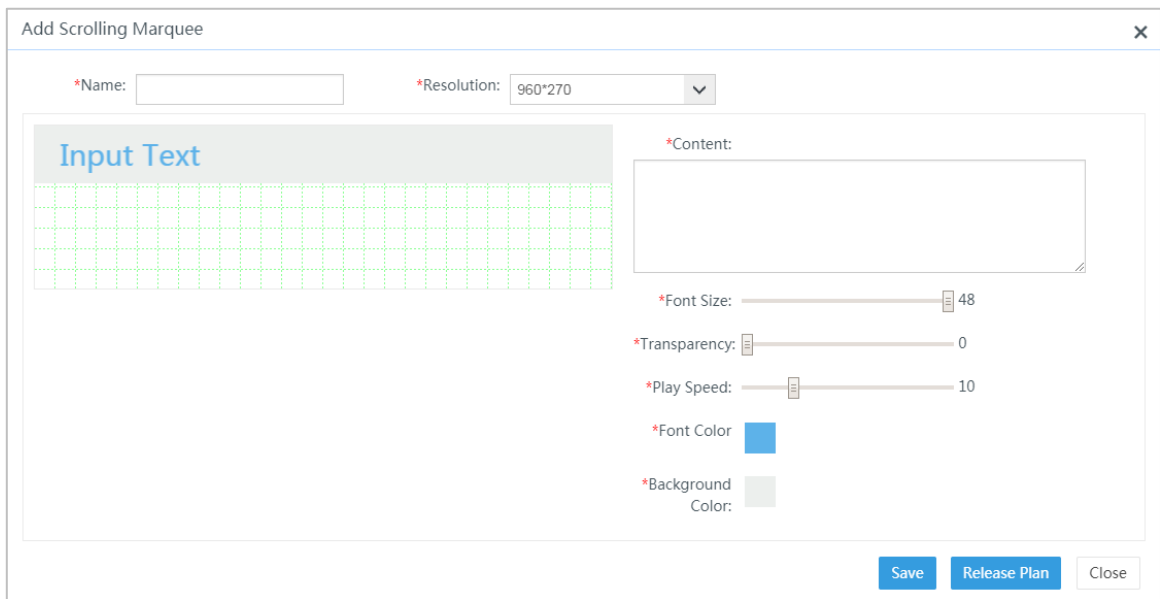 Add Scrolling Marquee
*Name:
*Resolution: 960*270
Input Text
*Content:
*Font Size: 48
*Transparency: 0
*Play Speed: 10
*Font Color
*Background
Color:
Save Release Plan Close